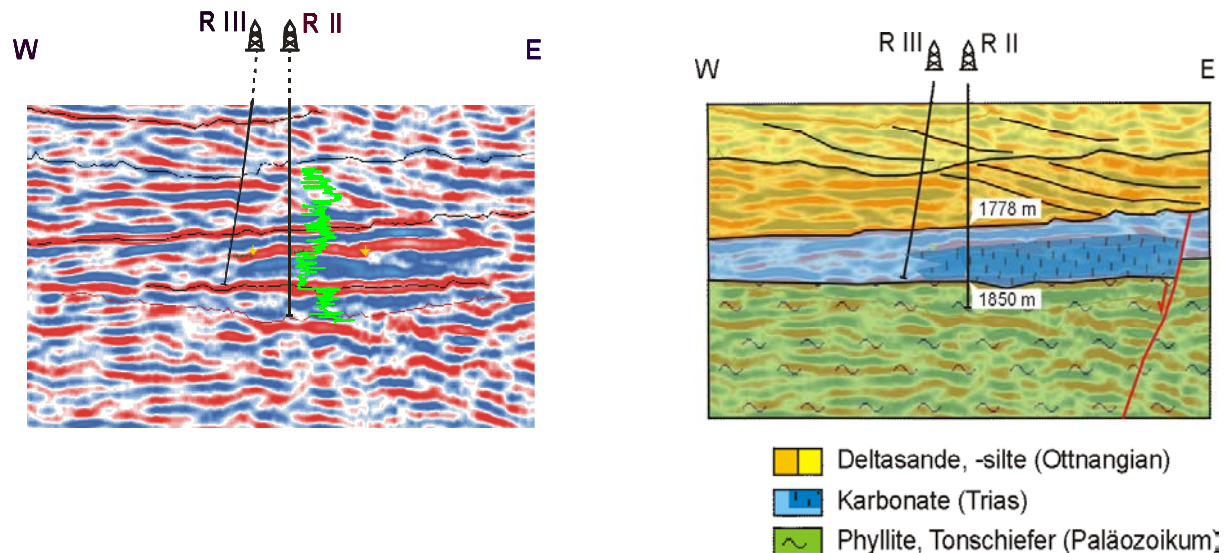 R III R II
W E
R III R II
W E
1778 m
1850 m
Deltasande, -silte (Ottnangian)
Karbonate (Trias)
Phyllite, Tonschiefer (Paläozoikum)